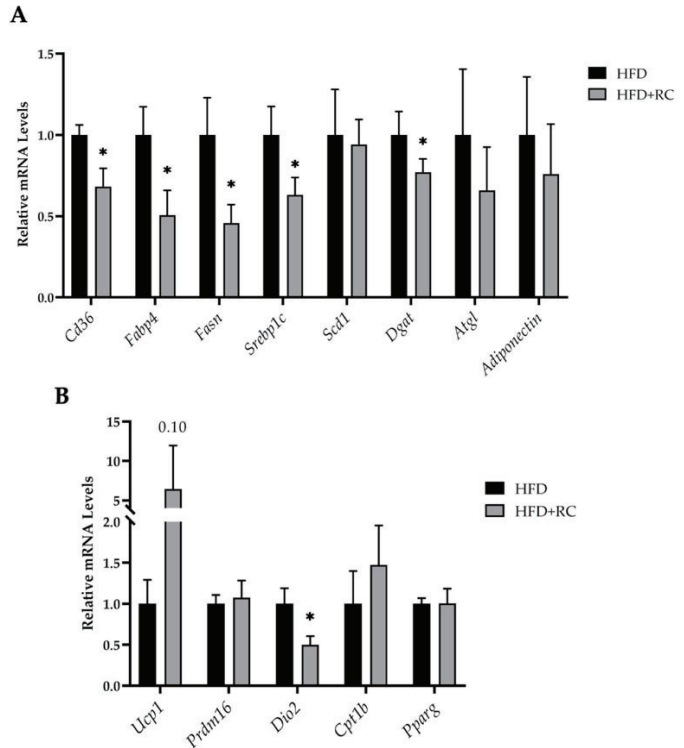 A
Relative mRNA Levels
1.5
1.0
0.5
0.0
* * * * *
HFD
HFD+RC
Cd36 Fabp4 Fasn Srebp1c Scd1 Dgat Atgl Adiponectin
B
Relative mRNA Levels
15
10
5
2.0
1.5
1.0
0.5
0.0
0.10
*
HFD
HFD+RC
Ucp1 Prdm16 Dio2 Cpt1b Pparg